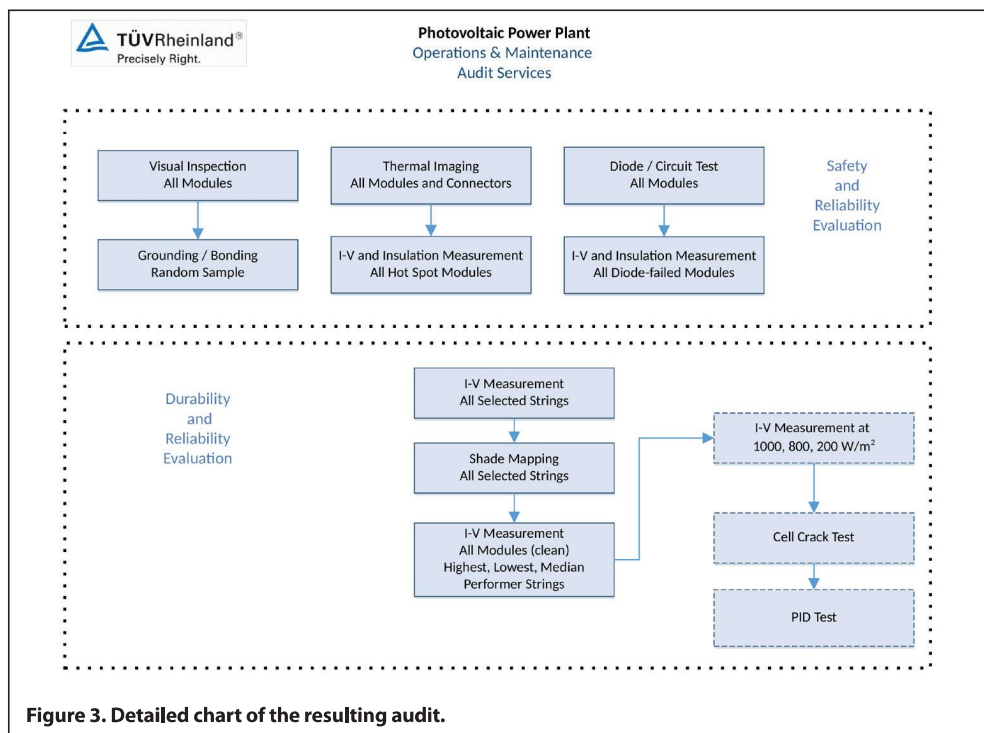 TÜVRheinland®
Precisely Right.
Photovoltaic Power Plant
Operations & Maintenance
Audit Services
Visual Inspection
All Modules
Thermal Imaging
All Modules and Connectors
Diode / Circuit Test
All Modules
Safety
and
Reliability
Evaluation
Grounding / Bonding
Random Sample
I-V and Insulation Measurement
All Hot Spot Modules
I-V and Insulation Measurement
All Diode-failed Modules
Durability
and
Reliability
Evaluation
I-V Measurement
All Selected Strings
Shade Mapping
All Selected Strings
I-V Measurement
All Modules (clean)
Highest, Lowest, Median
Performer Strings
I-V Measurement at
1000, 800, 200 W/m²
Cell Crack Test
PID Test
Figure 3. Detailed chart of the resulting audit.